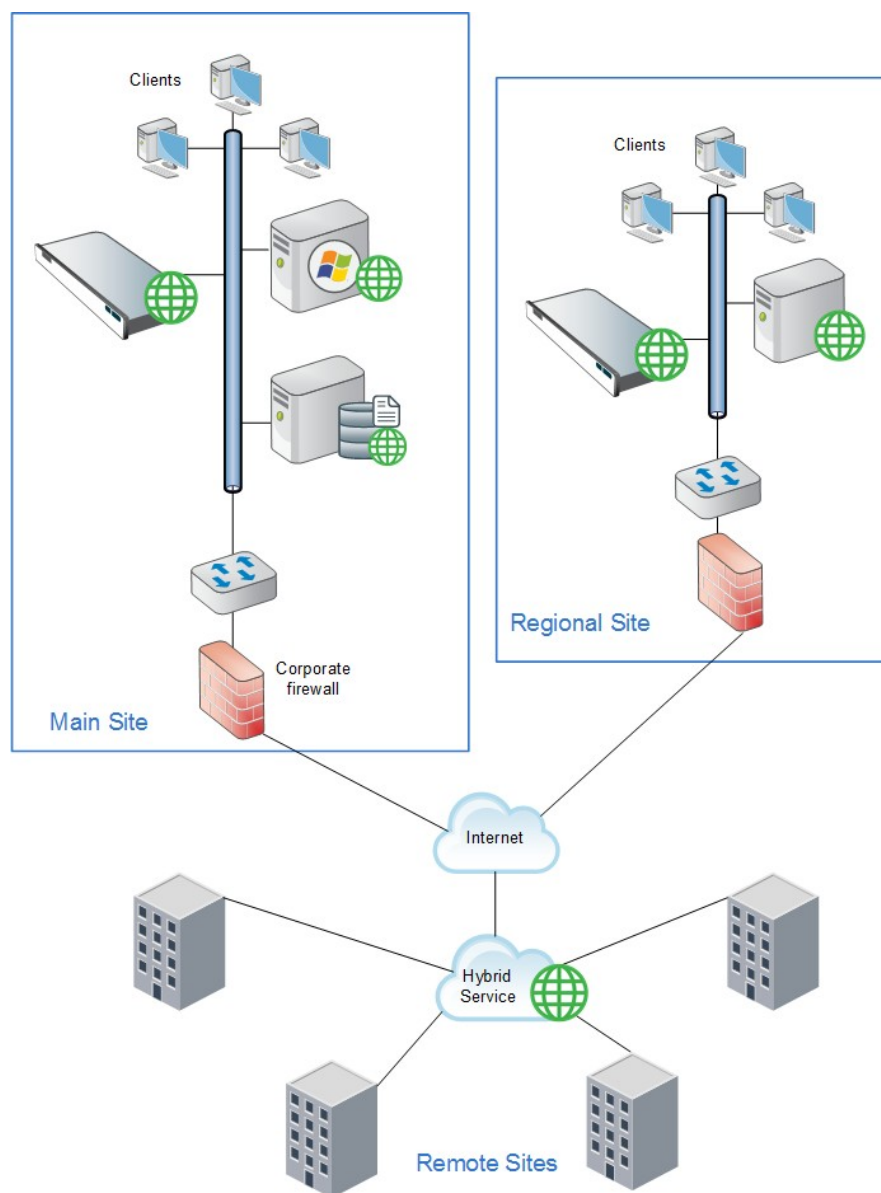 Clients
Clients
Regional Site
Corporate
firewall
Main Site
Internet
Hybrid
Service
Remote Sites